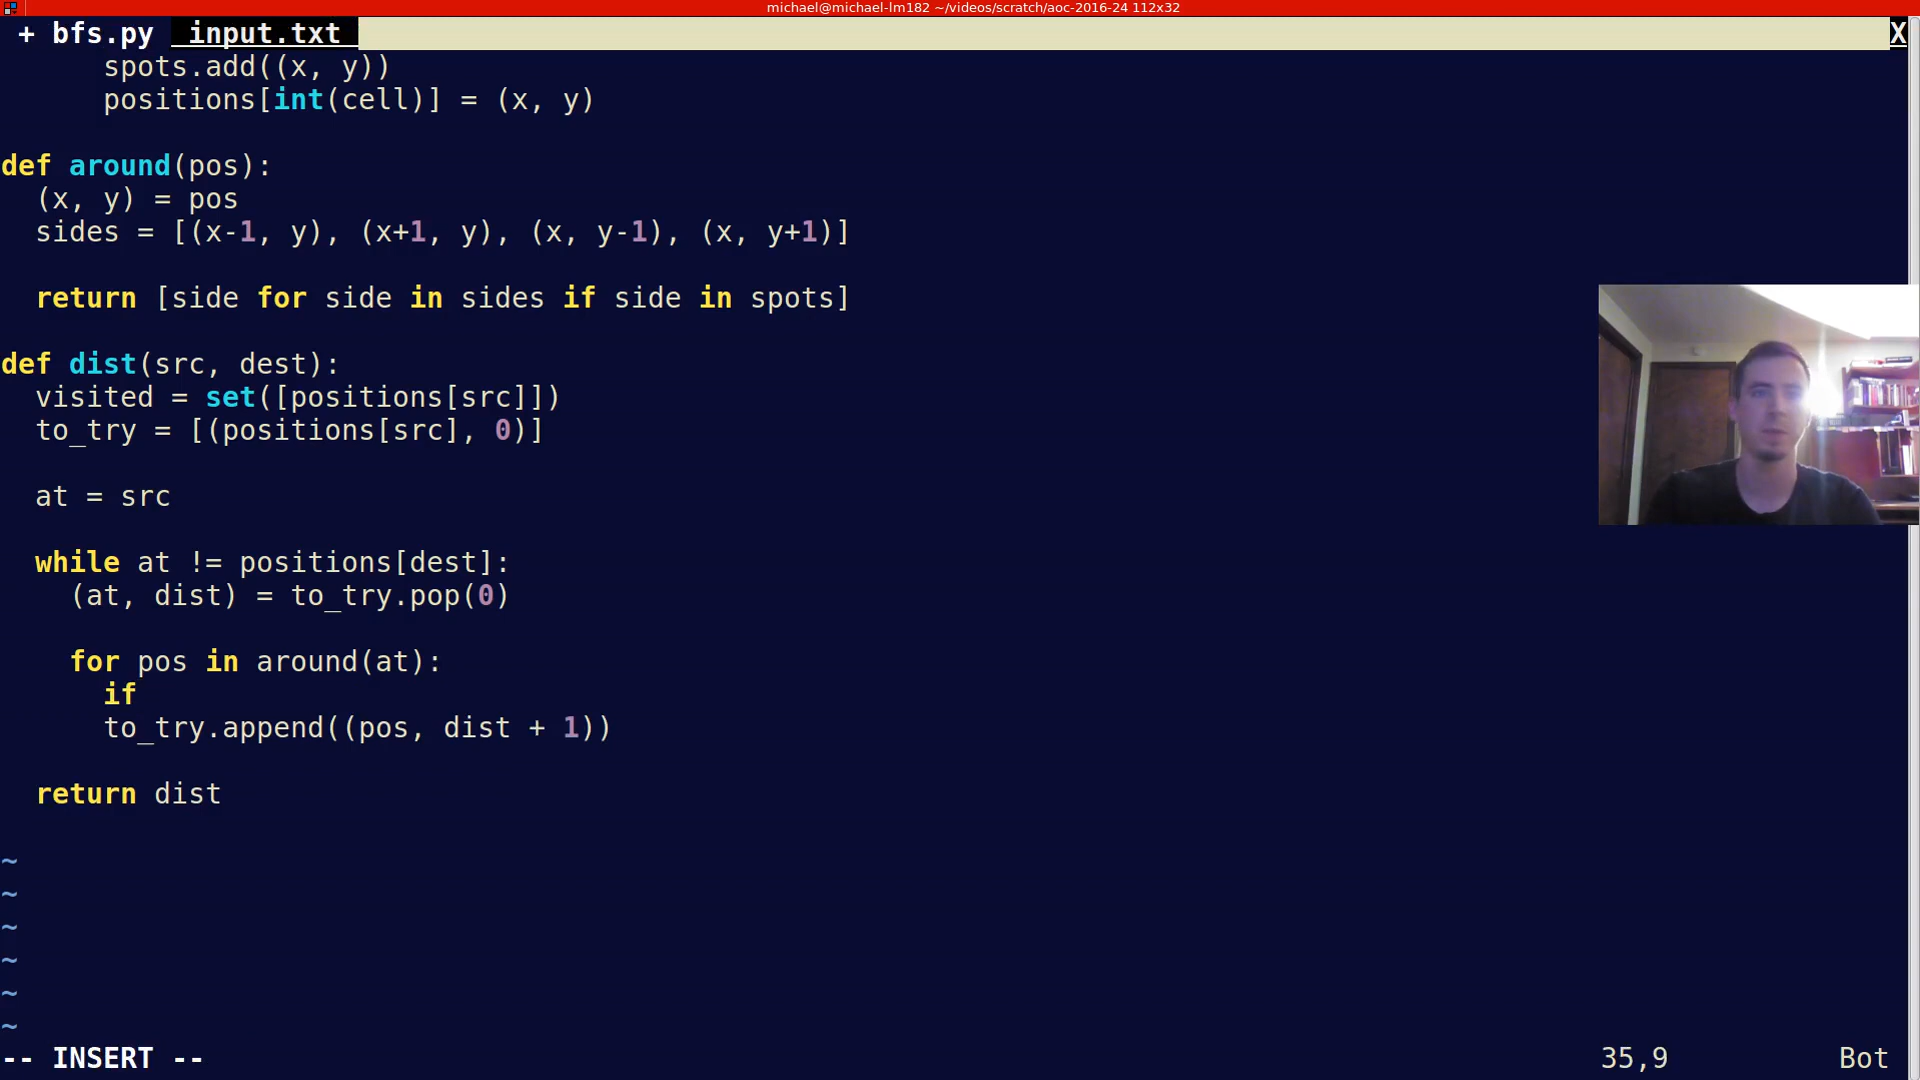 michael@michael-lm182 ~/videos/scratch/aoc-2016-24 112x32
+ bfs.py input.txt X
spots.add((x, y))
positions[int(cell)] = (x, y)
def around(pos):
(x, y) = pos
sides = [(x-1, y), (x+1, y), (x, y-1), (x, y+1)]
return [side for side in sides if side in spots]
def dist(src, dest):
visited = set([positions[src]])
to_try = [(positions[src], 0)]
at = src
while at != positions[dest]:
(at, dist) = to_try.pop(0)
for pos in around(at):
if
to_try.append((pos, dist + 1))
return dist
~
~
~
~
~
~
-- INSERT -- 35,9 Bot